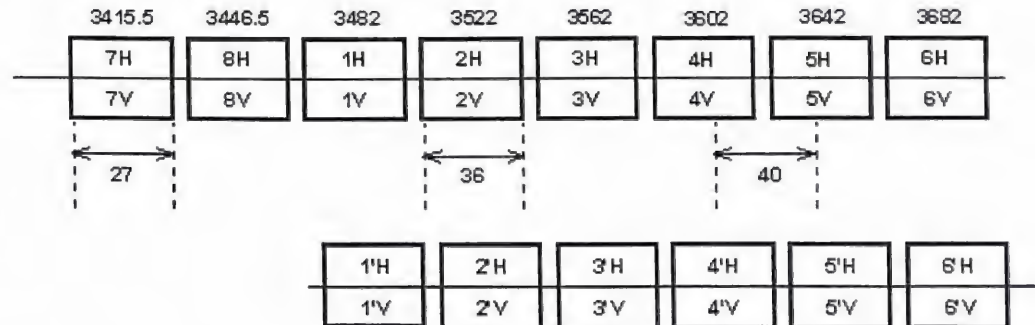 3415.5 3446.5 3482 3522 3562 3602 3642 3682
7H 8H 1H 2H 3H 4H 5H 6H
7V 8V 1V 2V 3V 4V 5V 6V
27 36 40
1'H 2'H 3'H 4'H 5'H 6'H
1'V 2'V 3'V 4'V 5'V 6'V